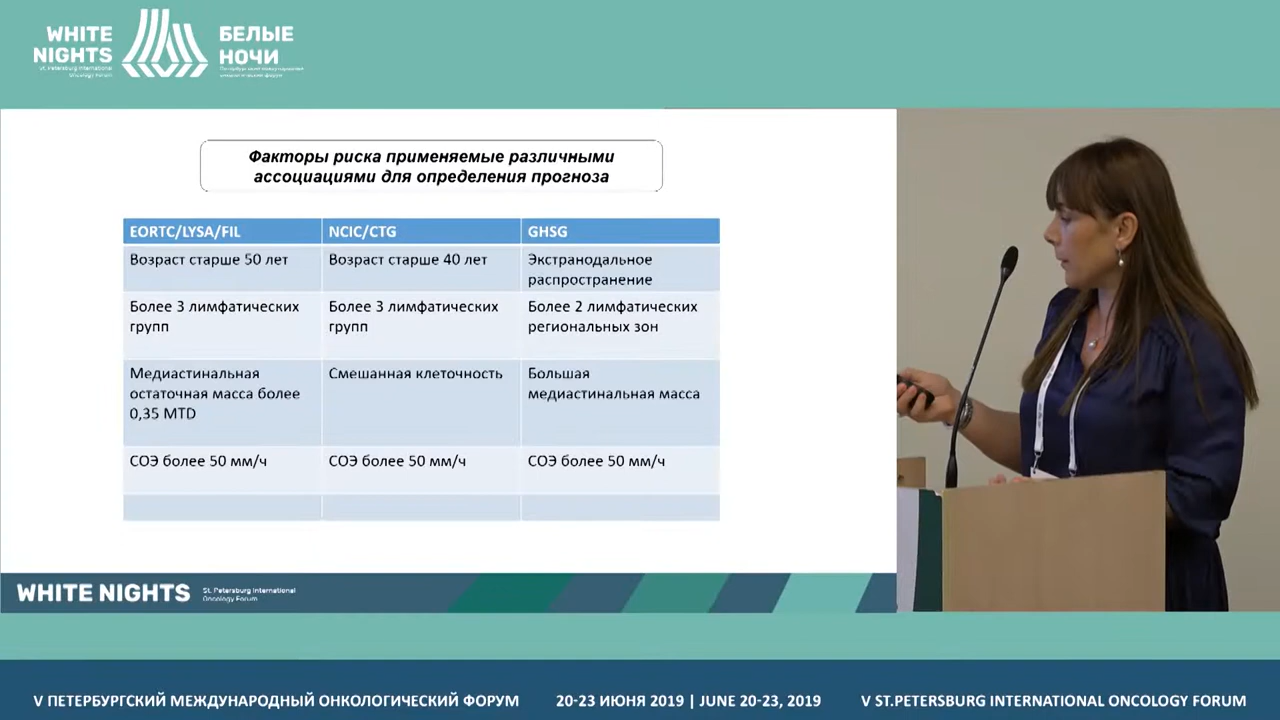 WHITE
NIGHTS
St. Petersburg International
Oncology Forum
БЕЛЫЕ
НОЧИ
Петербургский международный
онкологический форум
Факторы риска применяемые различными
ассоциациями для определения прогноза
EORTC/LYSA/FIL
NCIC/CTG
GHSG
Возраст старше 50 лет
Возраст старше 40 лет
Экстранодальное
распространение
Более 3 лимфатических
групп
Более 3 лимфатических
групп
Более 2 лимфатических
региональных зон
Медиастинальная
остаточная масса более
0,35 MTD
Смешанная клеточность
Большая
медиастинальная масса
СОЭ более 50 мм/ч
СОЭ более 50 мм/ч
СОЭ более 50 мм/ч
WHITE NIGHTS
St. Petersburg International
Oncology Forum
V ПЕТЕРБУРГСКИЙ МЕЖДУНАРОДНЫЙ ОНКОЛОГИЧЕСКИЙ ФОРУМ
20-23 ИЮНЯ 2019 | JUNE 20-23, 2019
V ST.PETERSBURG INTERNATIONAL ONCOLOGY FORUM